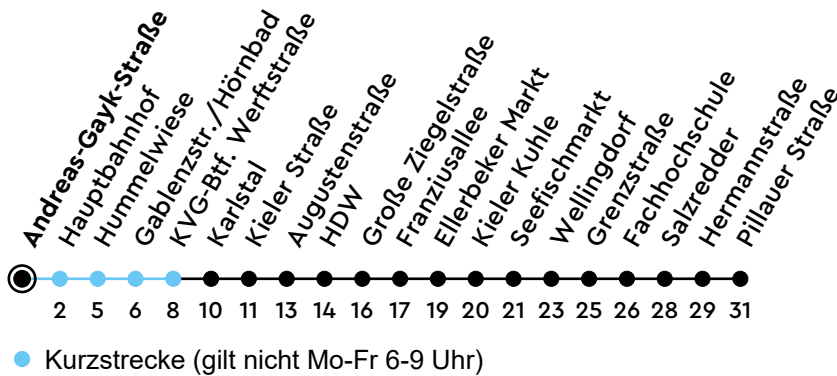 Andreas-Gayk-Straße
Hauptbahnhof
Hummelwiese
Gablenzstr./Hörnbad
KVG-Btf. Werftstraße
Karlstal
Kieler Straße
Augustenstraße
HDW
Große Ziegelstraße
Franziusallee
Ellerbeker Markt
Kieler Kuhle
Seefischmarkt
Wellingdorf
Grenzstraße
Fachhochschule
Salzredder
Hermannstraße
Pillauer Straße
2 5 6 8 10 11 13 14 16 17 19 20 21 23 25 26 28 29 31
Kurzstrecke (gilt nicht Mo-Fr 6-9 Uhr)